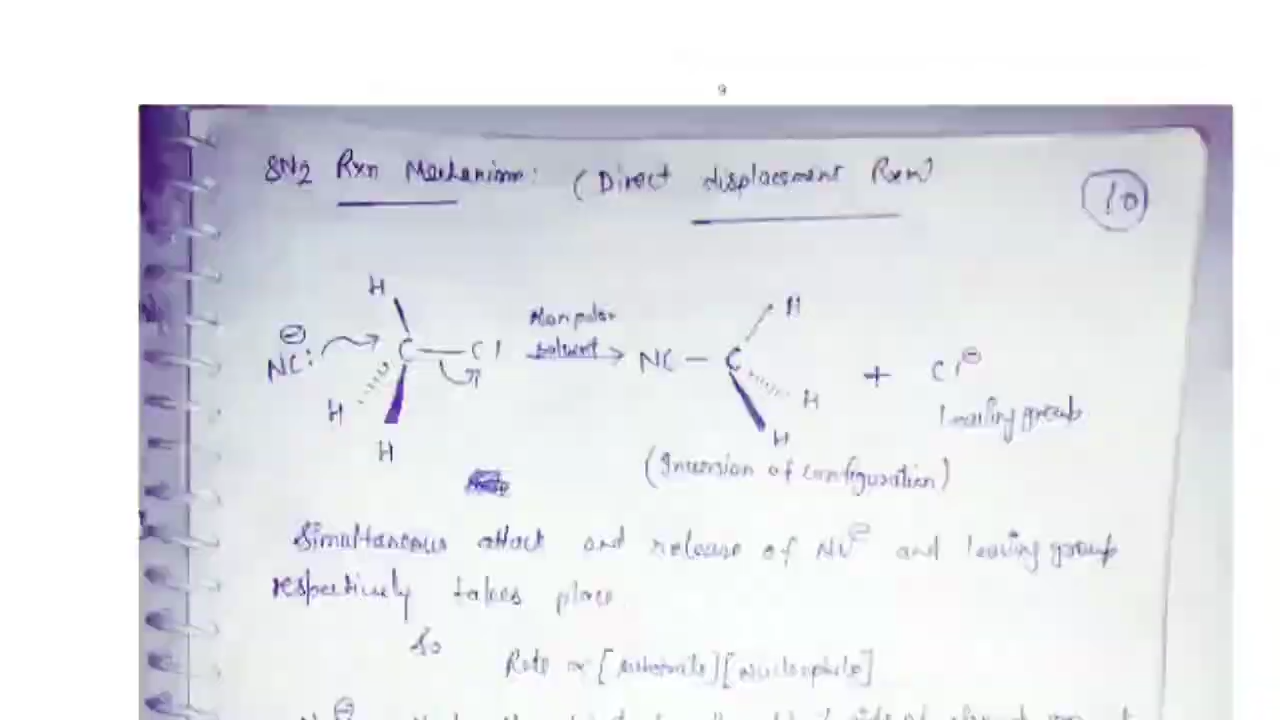 9
SN2 Rxn Mechanism: (Direct displacement Rxn)
10
H
NC:⊖ C—Cl
H
H
Nonpolar
solvent
NC—C
H
H
H
+ Cl⊖
leaving group
(Inversion of configuration)
Simultaneous attack and release of Nu⊖ and leaving group
respectively takes place
So
Rate ∝ [substrate][Nucleophile]